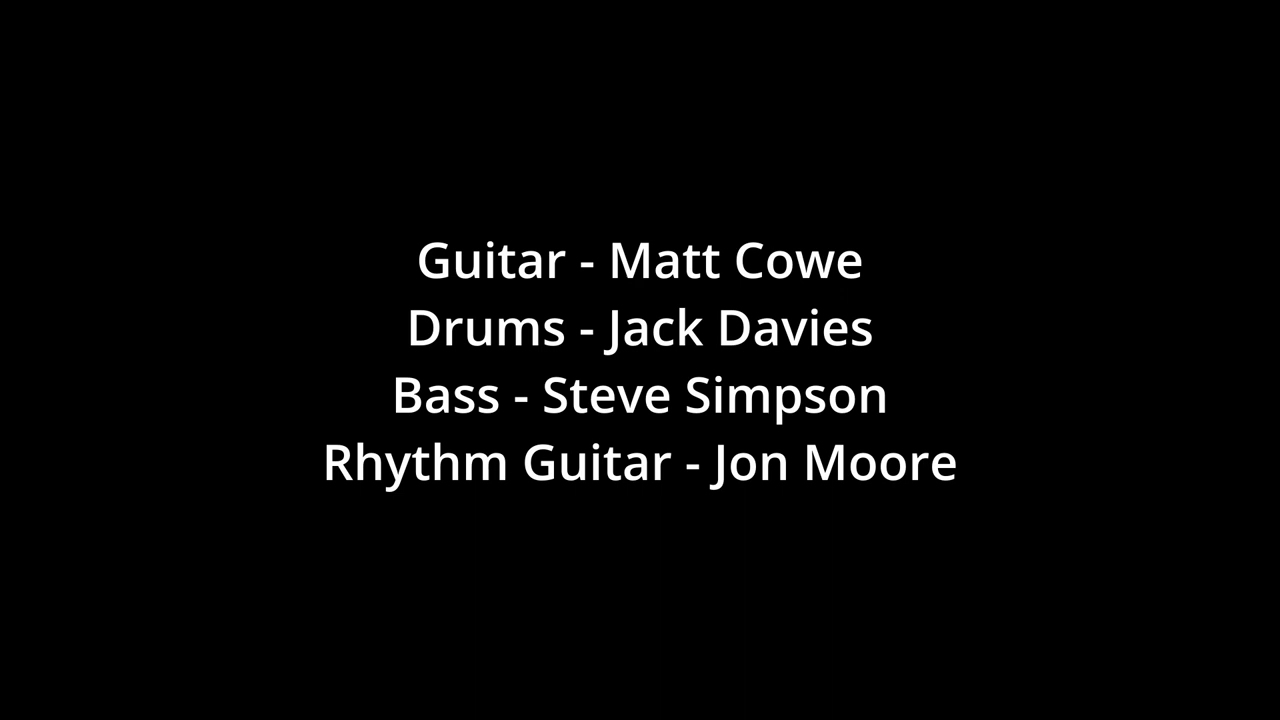 Guitar - Matt Cowe
Drums - Jack Davies
Bass - Steve Simpson
Rhythm Guitar - Jon Moore